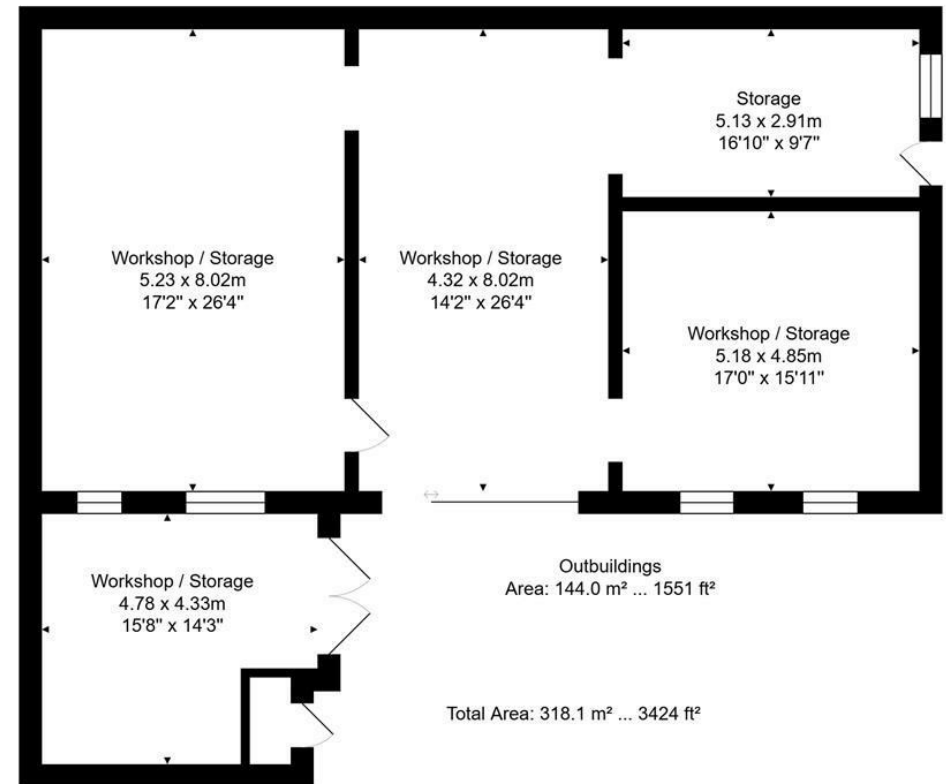 Storage
5.13 x 2.91m
16'10" x 9'7"
Workshop / Storage
5.23 x 8.02m
17'2" x 26'4"
Workshop / Storage
4.32 x 8.02m
14'2" x 26'4"
Workshop / Storage
5.18 x 4.85m
17'0" x 15'11"
Workshop / Storage
4.78 x 4.33m
15'8" x 14'3"
Outbuildings
Area: 144.0 m² ... 1551 ft²
Total Area: 318.1 m² ... 3424 ft²